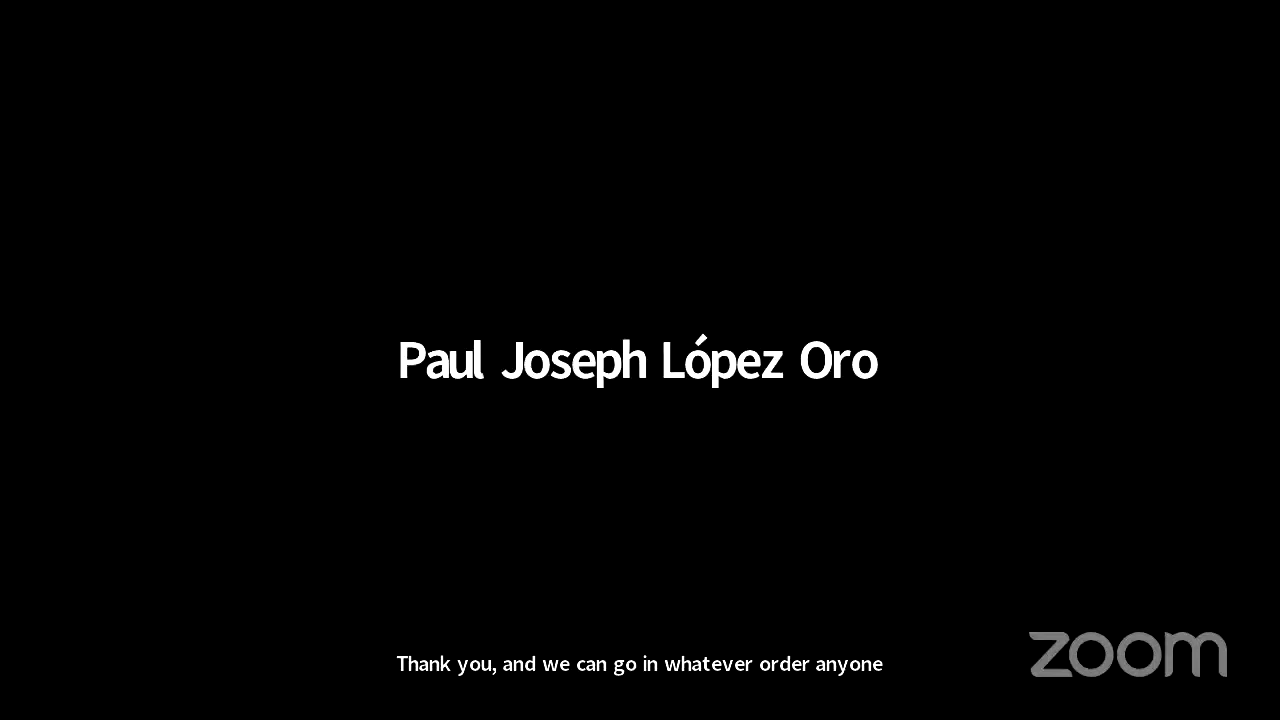 Paul Joseph López Oro
Thank you, and we can go in whatever order anyone
zoom